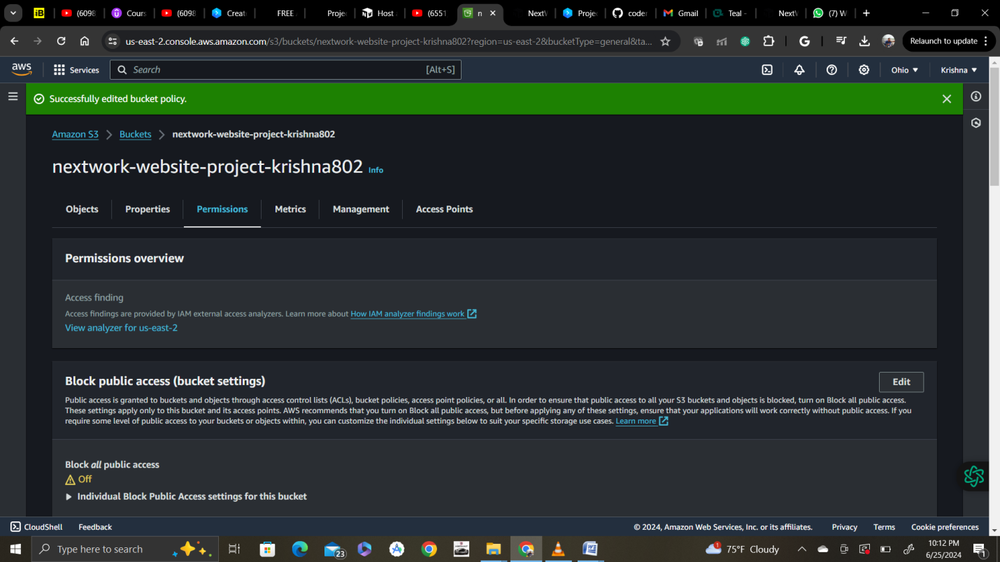 iB
(6098
Cours
(6098
Create
FREE
Projec
Host
(6551
n
NextV
Projec
coder
Gmail
Teal -
NextV
(7) W
us-east-2.console.aws.amazon.com/s3/buckets/nextwork-website-project-krishna802?region=us-east-2&bucketType=general&ta...
G
Relaunch to update
aws
Services
Search
[Alt+S]
Ohio
Krishna
Successfully edited bucket policy.
Amazon S3
Buckets
nextwork-website-project-krishna802
nextwork-website-project-krishna802 Info
Objects
Properties
Permissions
Metrics
Management
Access Points
Permissions overview
Access finding
Access findings are provided by IAM external access analyzers. Learn more about How IAM analyzer findings work
View analyzer for us-east-2
Block public access (bucket settings)
Edit
Public access is granted to buckets and objects through access control lists (ACLs), bucket policies, access point policies, or all. In order to ensure that public access to all your S3 buckets and objects is blocked, turn on Block all public access.
These settings apply only to this bucket and its access points. AWS recommends that you turn on Block all public access, but before applying any of these settings, ensure that your applications will work correctly without public access. If you
require some level of public access to your buckets or objects within, you can customize the individual settings below to suit your specific storage use cases. Learn more
Block all public access
Off
Individual Block Public Access settings for this bucket
CloudShell
Feedback
© 2024, Amazon Web Services, Inc. or its affiliates.
Privacy
Terms
Cookie preferences
Type here to search
23
1
75°F Cloudy
10:12 PM
6/25/2024
1